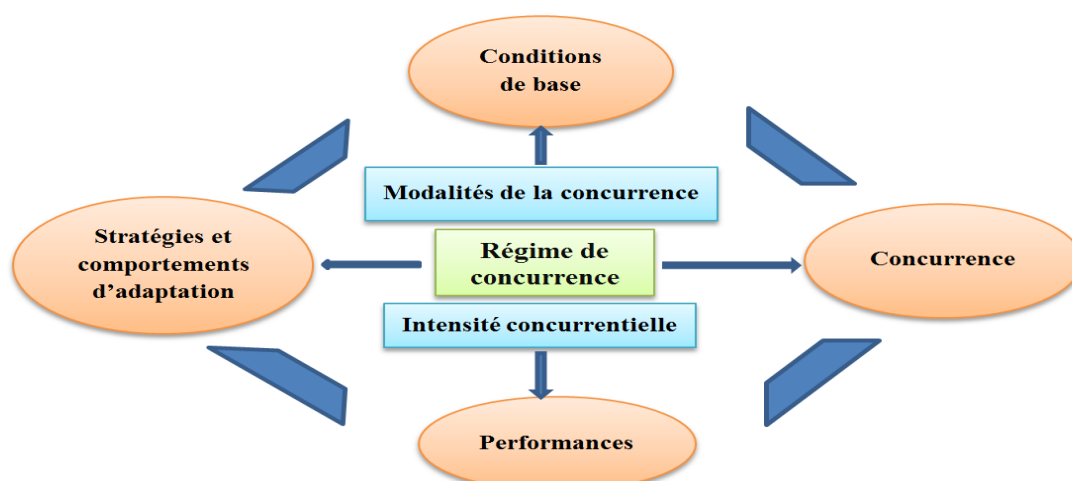 Conditions
de base
Modalités de la concurrence
Stratégies et
comportements
d’adaptation
Régime de
concurrence
Concurrence
Intensité concurrentielle
Performances